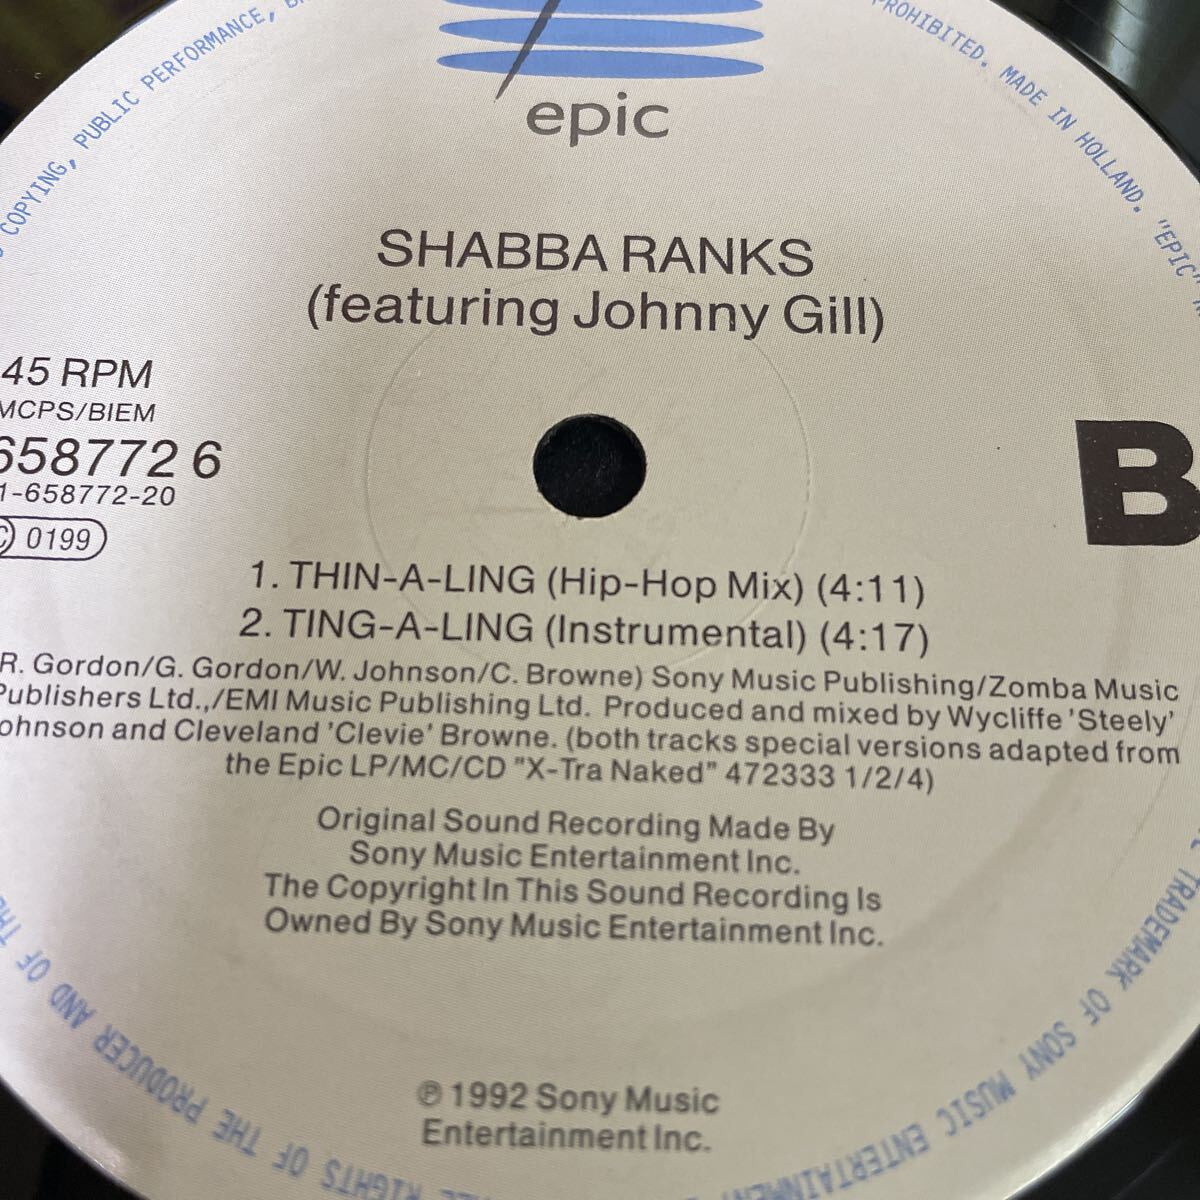 COPYING, PUBLIC PERFORMANCE,
PROHIBITED. MADE IN HOLLAND. "EPIC"
epic
SHABBA RANKS
(featuring Johnny Gill)
45 RPM
MCPS/BIEM
658772 6
1-658772-20
0199
B
1. THIN-A-LING (Hip-Hop Mix) (4:11)
2. TING-A-LING (Instrumental) (4:17)
R. Gordon/G. Gordon/W. Johnson/C. Browne) Sony Music Publishing/Zomba Music
Publishers Ltd.,/EMI Music Publishing Ltd. Produced and mixed by Wycliffe 'Steely'
Johnson and Cleveland 'Clevie' Browne. (both tracks special versions adapted from
the Epic LP/MC/CD "X-Tra Naked" 472333 1/2/4)
Original Sound Recording Made By
Sony Music Entertainment Inc.
The Copyright In This Sound Recording Is
Owned By Sony Music Entertainment Inc.
℗ 1992 Sony Music
Entertainment Inc.
TRADEMARK OF SONY MUSIC ENTERTAINMENT
RIGHTS OF THE PRODUCER AND OF THE